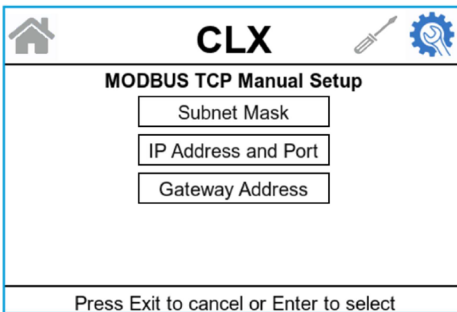 CLX
MODBUS TCP Manual Setup
Subnet Mask
IP Address and Port
Gateway Address
Press Exit to cancel or Enter to select